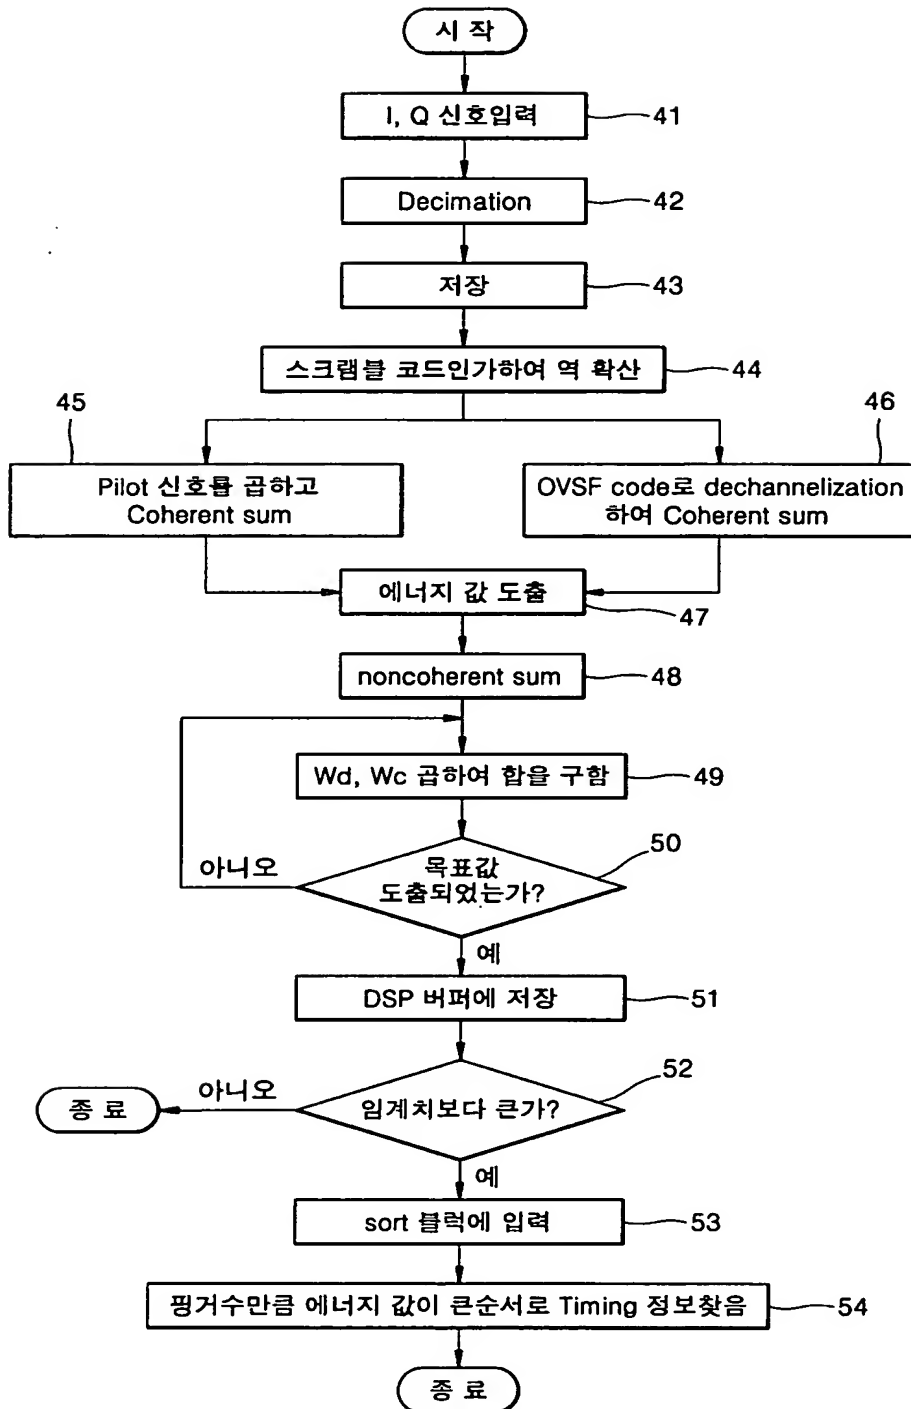 시 작
I, Q 신호입력
41
Decimation
42
저장
43
스크램블 코드인가하여 역 확산
44
45
46
Pilot 신호를 곱하고
Coherent sum
OVSF code로 dechannelization
하여 Coherent sum
에너지 값 도출
47
noncoherent sum
48
Wd, Wc 곱하여 합을 구함
49
50
아니오
목표값
도출되었는가?
예
DSP 버퍼에 저장
51
52
아니오
종 료
임계치보다 큰가?
예
sort 블럭에 입력
53
핑거수만큼 에너지 값이 큰순서로 Timing 정보찾음
54
종 료